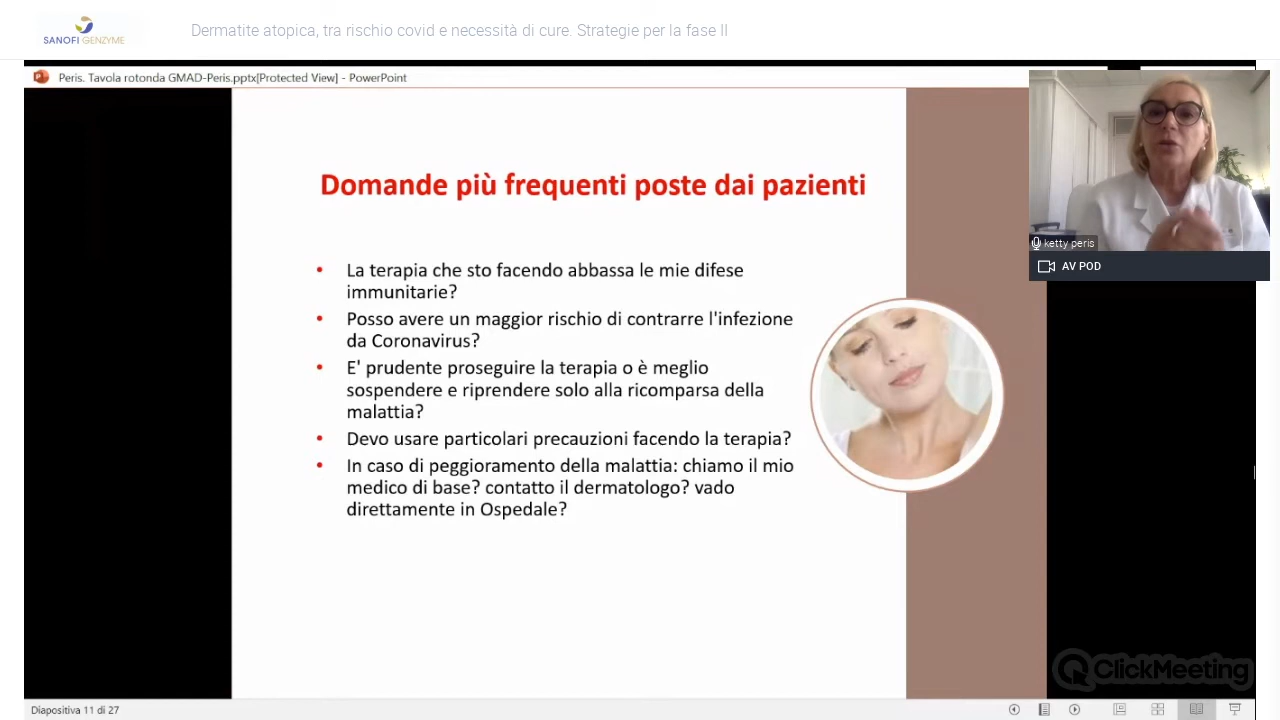 SANOFI GENZYME
Dermatite atopica, tra rischio covid e necessità di cure. Strategie per la fase II
Peris. Tavola rotonda GMAD-Peris.pptx[Protected View] - PowerPoint
Domande più frequenti poste dai pazienti
La terapia che sto facendo abbassa le mie difese
immunitarie?
Posso avere un maggior rischio di contrarre l'infezione
da Coronavirus?
E' prudente proseguire la terapia o è meglio
sospendere e riprendere solo alla ricomparsa della
malattia?
Devo usare particolari precauzioni facendo la terapia?
In caso di peggioramento della malattia: chiamo il mio
medico di base? contatto il dermatologo? vado
direttamente in Ospedale?
ketty peris
AV POD
ClickMeeting
Diapositiva 11 di 27